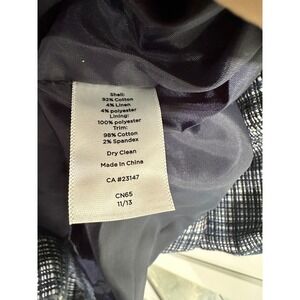 Shell:
92% Cotton
4% Linen
4% polyester
Lining:
100% polyester
Trim:
98% Cotton
2% Spandex
Dry Clean
Made in China
CA #23147
CN65
11/13